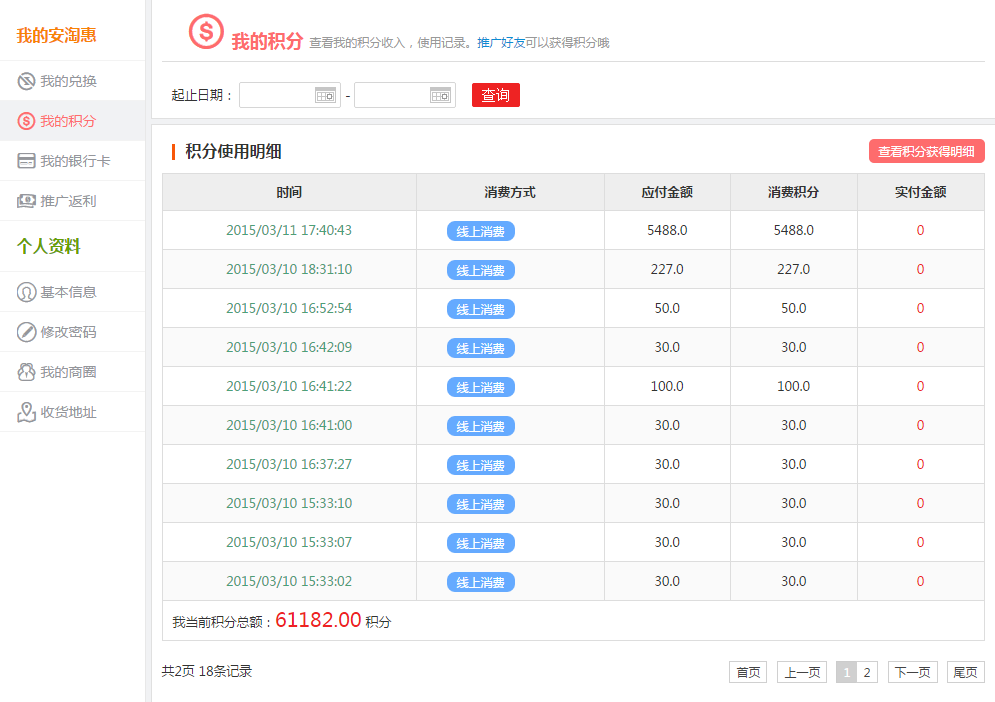 我的安淘惠
我的兑换
我的积分
我的银行卡
推广返利
个人资料
基本信息
修改密码
我的商圈
收货地址
我的积分 查看我的积分收入，使用记录。推广好友可以获得积分哦
起止日期： - 查询
积分使用明细 查看积分获得明细
时间 消费方式 应付金额 消费积分 实付金额
2015/03/11 17:40:43 线上消费 5488.0 5488.0 0
2015/03/10 18:31:10 线上消费 227.0 227.0 0
2015/03/10 16:52:54 线上消费 50.0 50.0 0
2015/03/10 16:42:09 线上消费 30.0 30.0 0
2015/03/10 16:41:22 线上消费 100.0 100.0 0
2015/03/10 16:41:00 线上消费 30.0 30.0 0
2015/03/10 16:37:27 线上消费 30.0 30.0 0
2015/03/10 15:33:10 线上消费 30.0 30.0 0
2015/03/10 15:33:07 线上消费 30.0 30.0 0
2015/03/10 15:33:02 线上消费 30.0 30.0 0
我当前积分总额：61182.00 积分
共2页 18条记录 首页 上一页 1 2 下一页 尾页